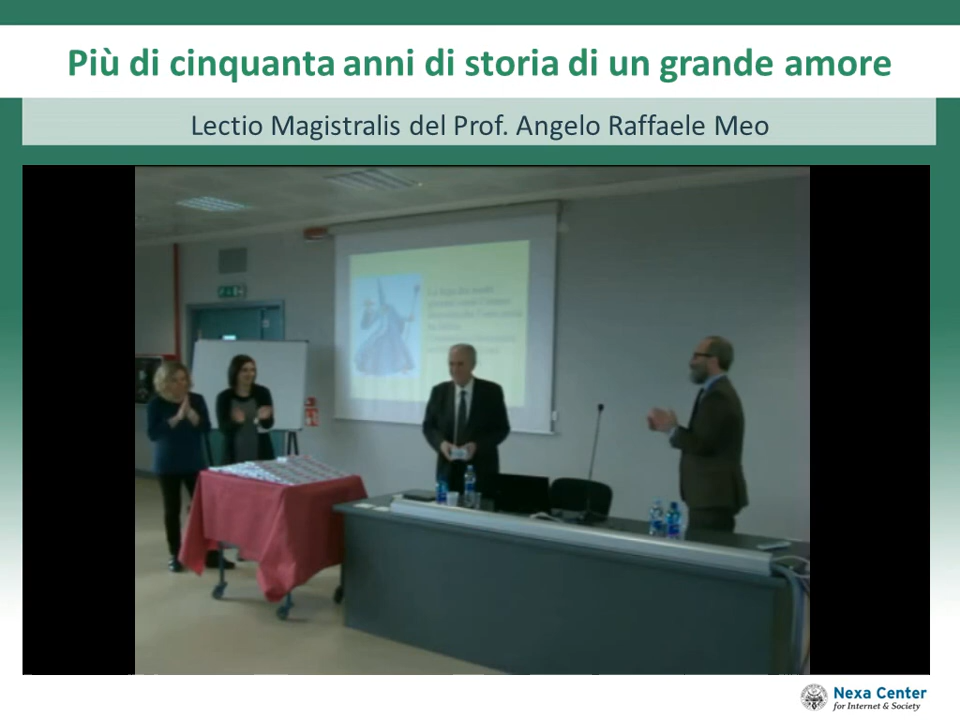 Più di cinquanta anni di storia di un grande amore
Lectio Magistralis del Prof. Angelo Raffaele Meo
Nexa Center
for Internet & Society